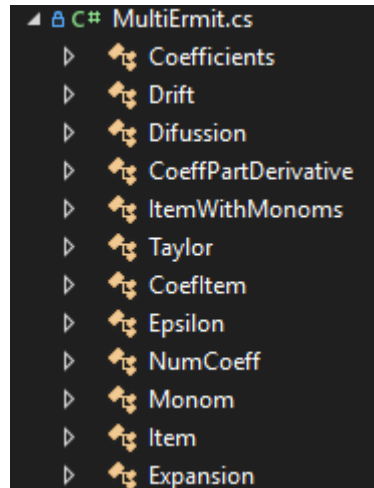 C# MultiErmit.cs
Coefficients
Drift
Difussion
CoeffPartDerivative
ItemWithMonoms
Taylor
CoefItem
Epsilon
NumCoeff
Monom
Item
Expansion